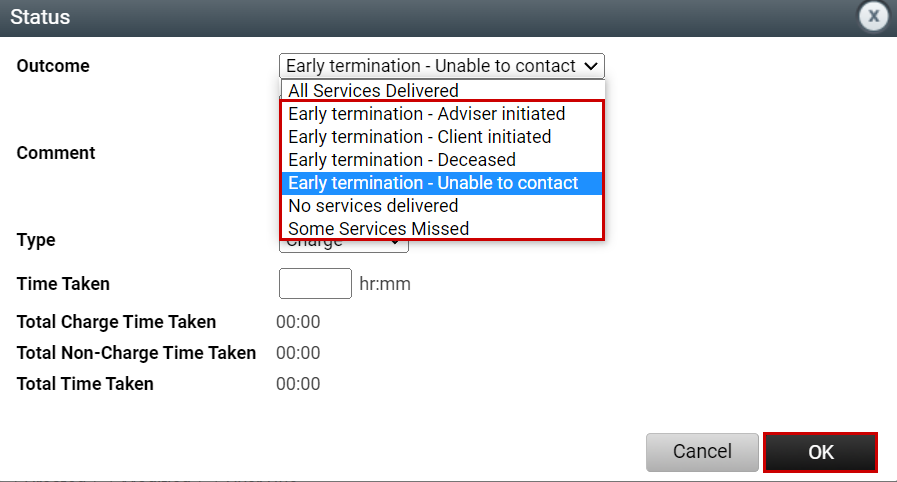 Status
X
Outcome
Early termination - Unable to contact
All Services Delivered
Early termination - Adviser initiated
Early termination - Client initiated
Comment
Early termination - Deceased
Early termination - Unable to contact
No services delivered
Some Services Missed
Type
Charge
Time Taken
hr:mm
Total Charge Time Taken 00:00
Total Non-Charge Time Taken 00:00
Total Time Taken 00:00
Cancel
OK